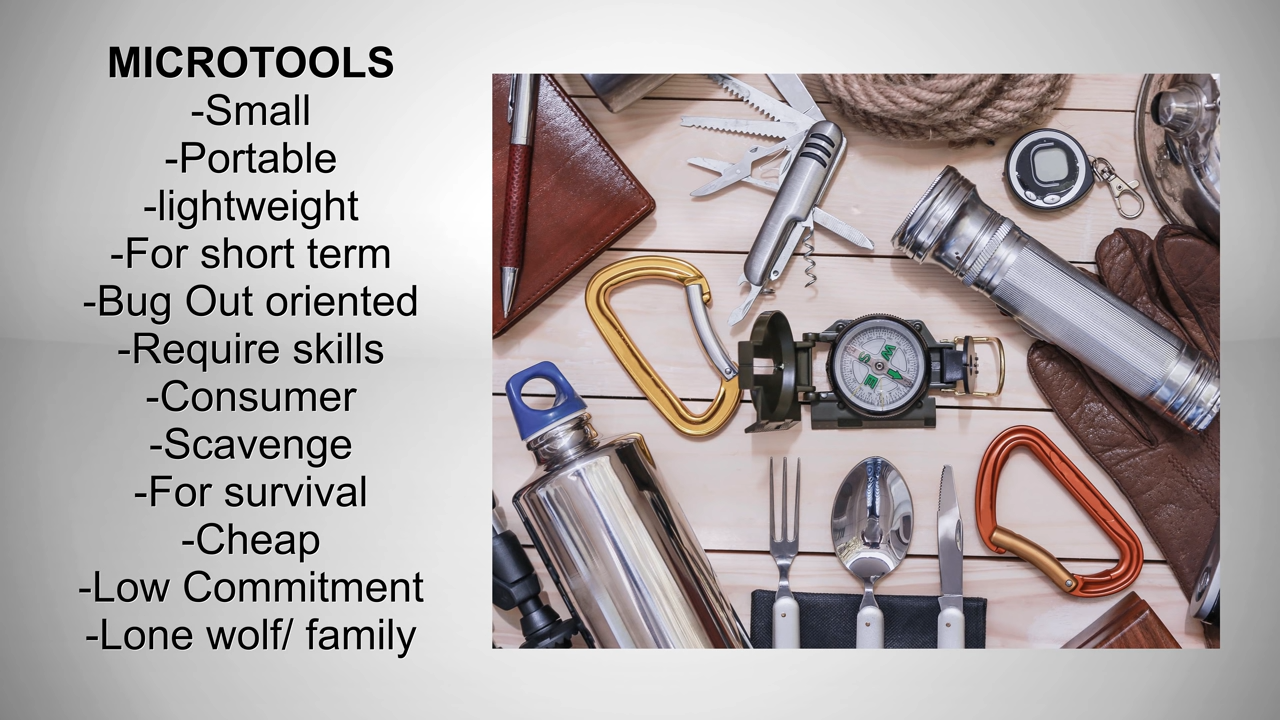 MICROTOOLS
-Small
-Portable
-lightweight
-For short term
-Bug Out oriented
-Require skills
-Consumer
-Scavenge
-For survival
-Cheap
-Low Commitment
-Lone wolf/ family
S
W
E